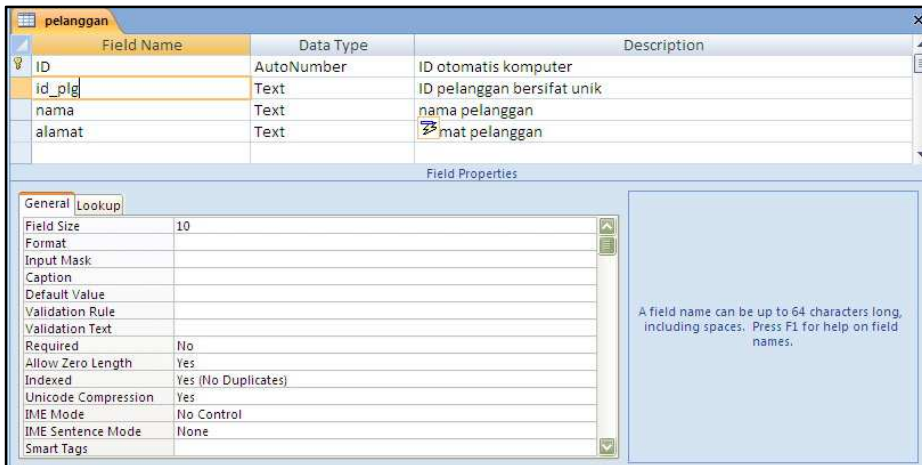 pelanggan
Field Name Data Type Description
ID AutoNumber ID otomatis komputer
id_plg Text ID pelanggan bersifat unik
nama Text nama pelanggan
alamat Text mat pelanggan
Field Properties
General Lookup
Field Size 10
Format
Input Mask
Caption
Default Value
Validation Rule
Validation Text
Required No
Allow Zero Length Yes
Indexed Yes (No Duplicates)
Unicode Compression Yes
IME Mode No Control
IME Sentence Mode None
Smart Tags
A field name can be up to 64 characters long,
including spaces. Press F1 for help on field
names.